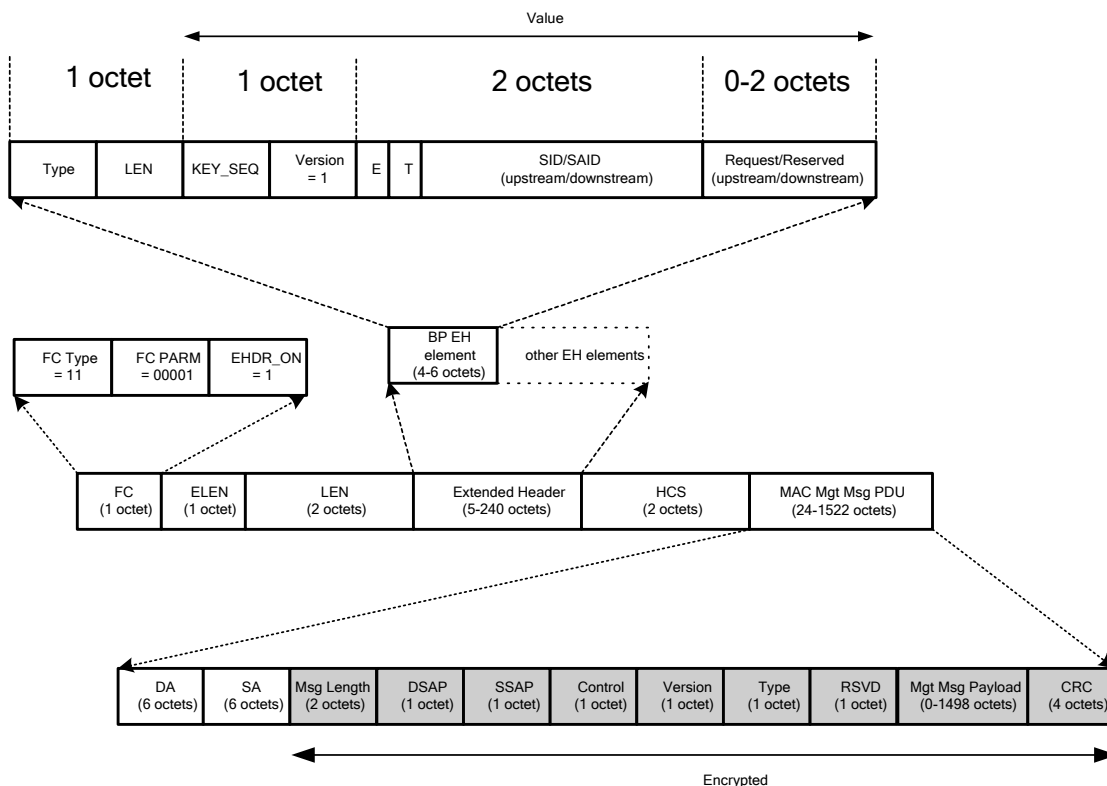 Value
1 octet
1 octet
2 octets
0-2 octets
Type
LEN
KEY_SEQ
Version
= 1
E
T
SID/SAID
(upstream/downstream)
Request/Reserved
(upstream/downstream)
BP EH
element
(4-6 octets)
other EH elements
FC Type
= 11
FC PARM
= 00001
EHDR_ON
= 1
FC
(1 octet)
ELEN
(1 octet)
LEN
(2 octets)
Extended Header
(5-240 octets)
HCS
(2 octets)
MAC Mgt Msg PDU
(24-1522 octets)
DA
(6 octets)
SA
(6 octets)
Msg Length
(2 octets)
DSAP
(1 octet)
SSAP
(1 octet)
Control
(1 octet)
Version
(1 octet)
Type
(1 octet)
RSVD
(1 octet)
Mgt Msg Payload
(0-1498 octets)
CRC
(4 octets)
Encrypted